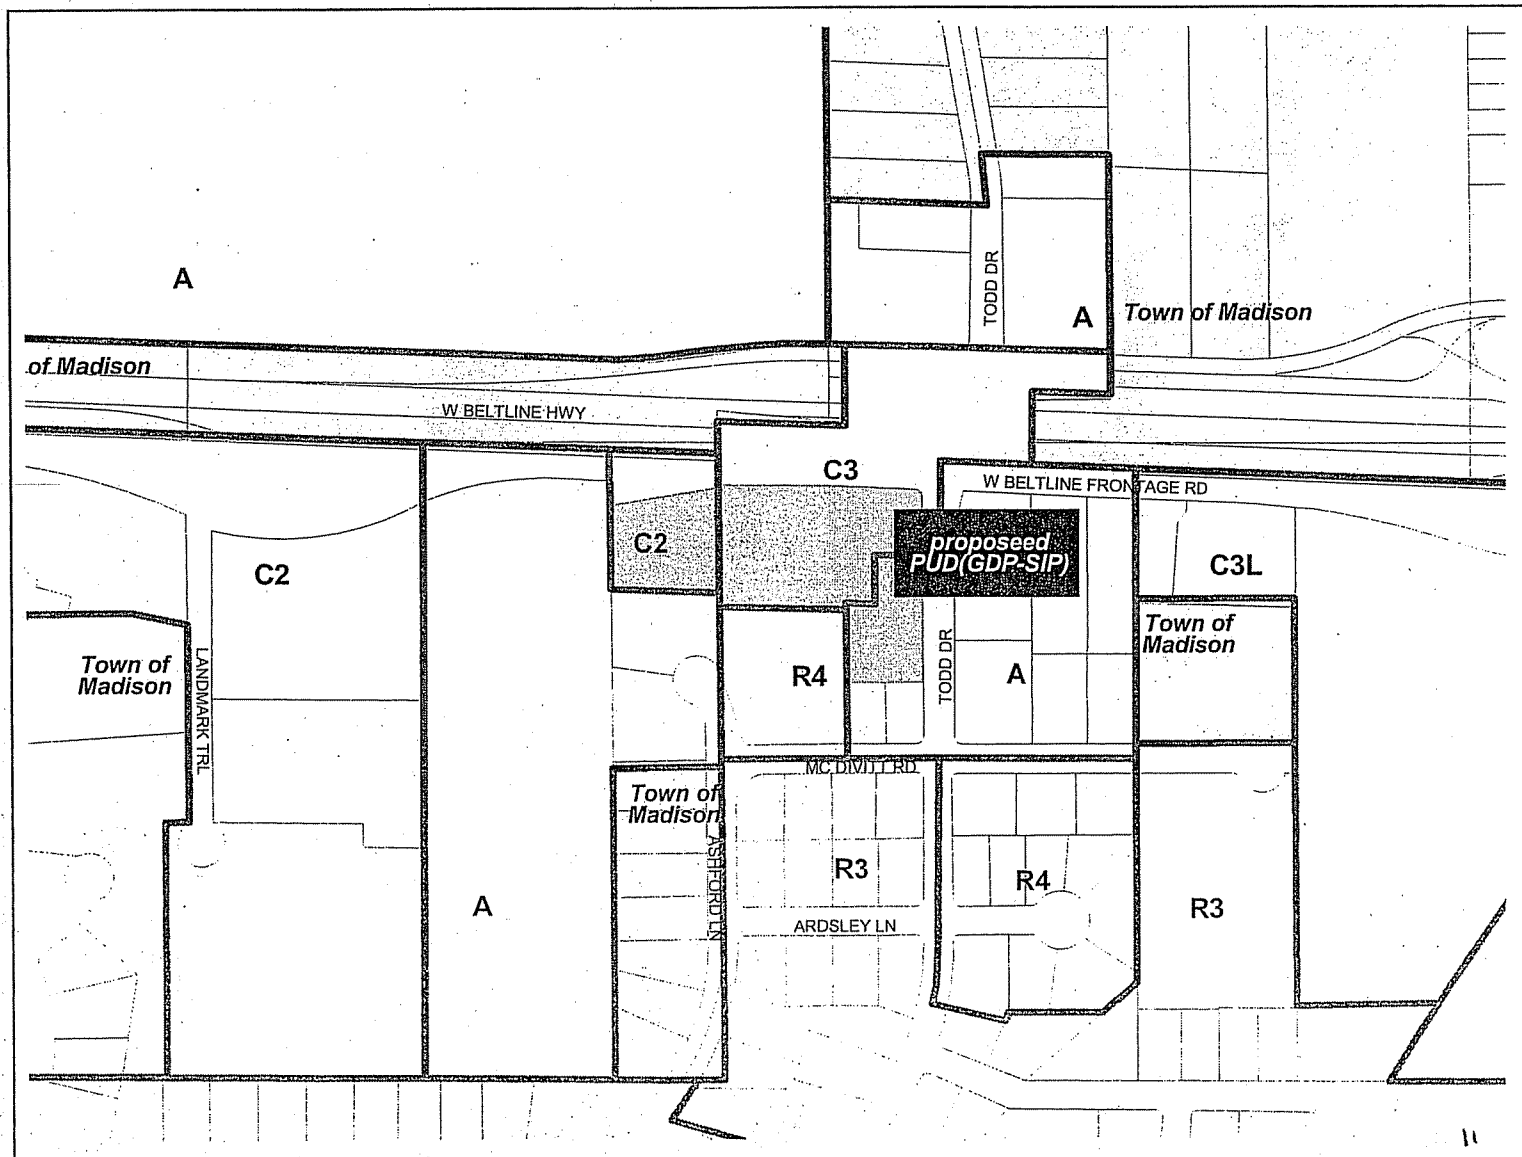 TODD DR
A
A
Town of Madison
of Madison
W BELTLINE HWY
C3
W BELTLINE FRONTAGE RD
C2
proposeed
PUD(GDP-SIP)
C2
C3L
Town of
Madison
Town of
Madison
LANDMARK TRL
R4
TODD DR
A
MC DIVITT RD
Town of
Madison
ASHFORD LN
R3
R4
A
ARDSLEY LN
R3
11